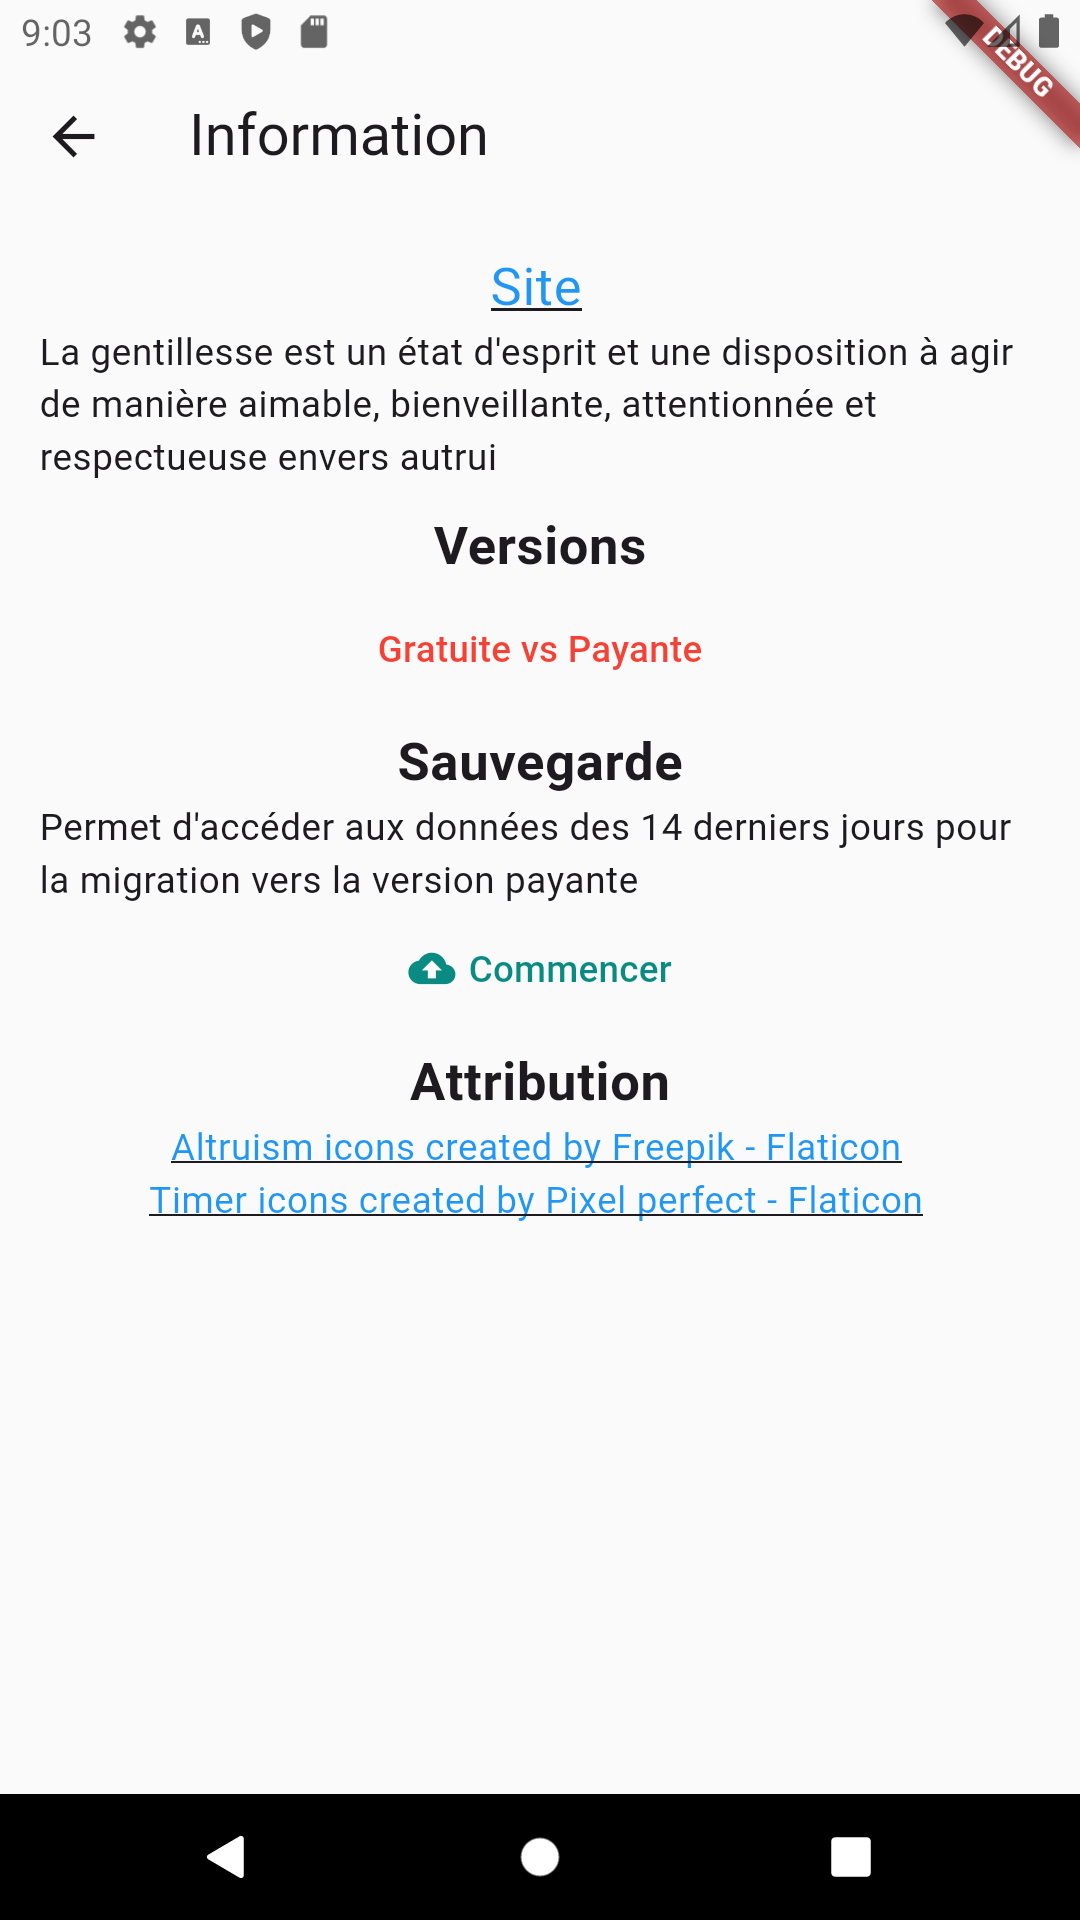 9:03
DEBUG
Information
Site
La gentillesse est un état d'esprit et une disposition à agir
de manière aimable, bienveillante, attentionnée et
respectueuse envers autrui
Versions
Gratuite vs Payante
Sauvegarde
Permet d'accéder aux données des 14 derniers jours pour
la migration vers la version payante
Commencer
Attribution
Altruism icons created by Freepik - Flaticon
Timer icons created by Pixel perfect - Flaticon